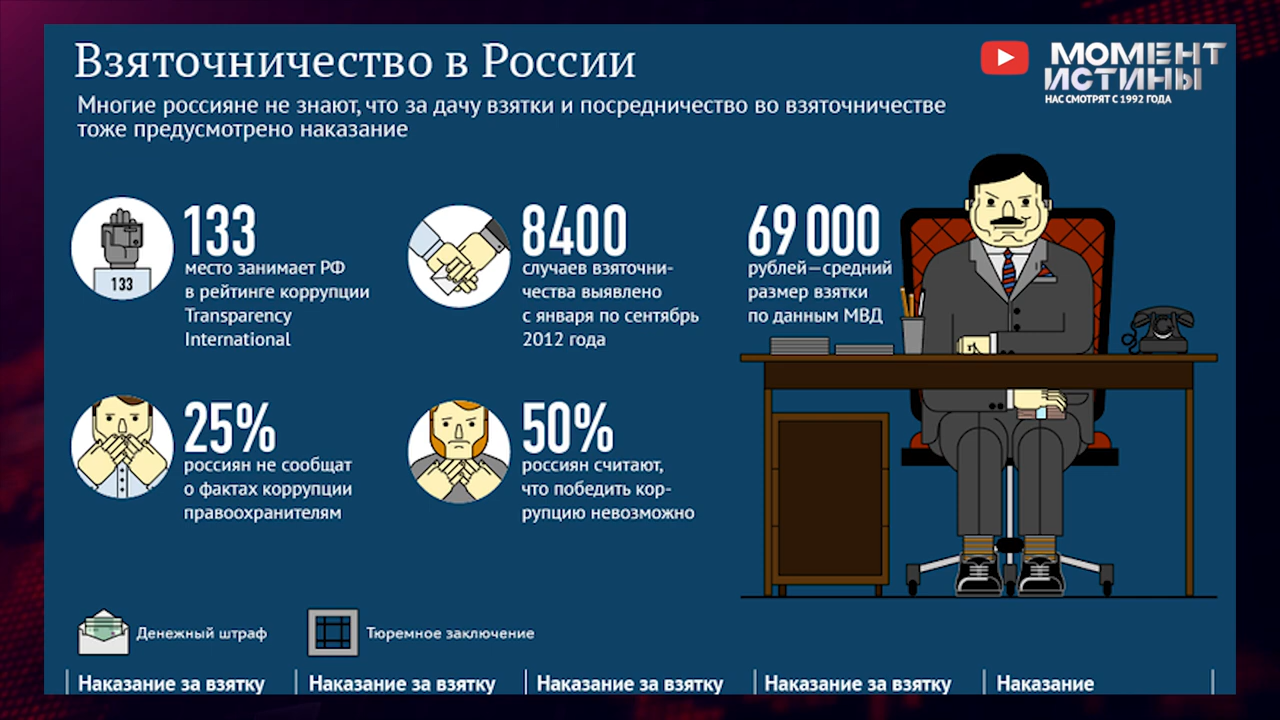 Взяточничество в России
МОМЕНТ
ИСТИНЫ
НАС СМОТРЯТ С 1992 ГОДА
Многие россияне не знают, что за дачу взятки и посредничество во взяточничестве
тоже предусмотрено наказание
133
133
место занимает РФ
в рейтинге коррупции
Transparency
International
8400
случаев взяточни-
чества выявлено
с января по сентябрь
2012 года
69 000
рублей—средний
размер взятки
по данным МВД
25%
россиян не сообщат
о фактах коррупции
правоохранителям
50%
россиян считают,
что победить кор-
рупцию невозможно
Денежный штраф
Тюремное заключение
Наказание за взятку
Наказание за взятку
Наказание за взятку
Наказание за взятку
Наказание